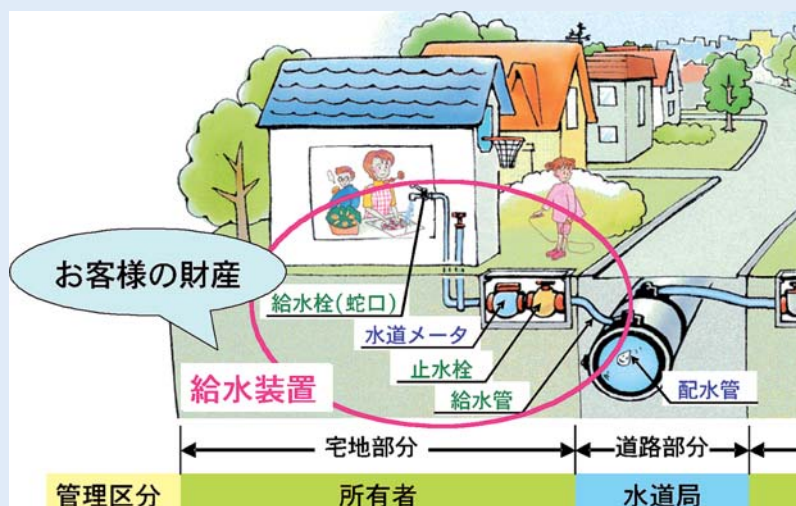 お客様の財産
給水栓(蛇口)
水道メータ
止水栓
給水装置
給水管
配水管
宅地部分
道路部分
管理区分
所有者
水道局